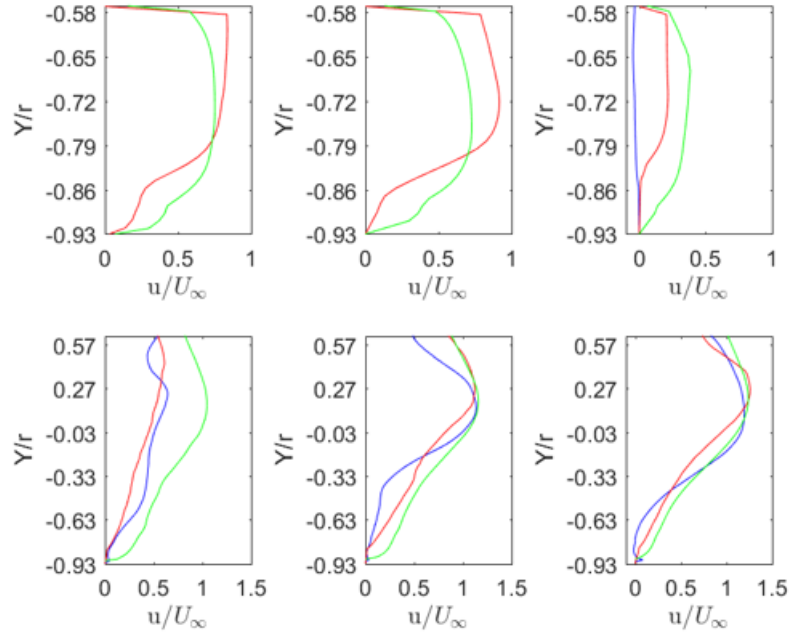 -0.58 -0.58 -0.58
-0.65 -0.65 -0.65
Y/r -0.72 Y/r -0.72 Y/r -0.72
-0.79 -0.79 -0.79
-0.86 -0.86 -0.86
-0.93 -0.93 -0.93
0 0.5 1 0 0.5 1 0 0.5 1
u/U∞ u/U∞ u/U∞
0.57 0.57 0.57
0.27 0.27 0.27
Y/r -0.03 Y/r -0.03 Y/r -0.03
-0.33 -0.33 -0.33
-0.63 -0.63 -0.63
-0.93 -0.93 -0.93
0 0.5 1 1.5 0 0.5 1 1.5 0 0.5 1 1.5
u/U∞ u/U∞ u/U∞